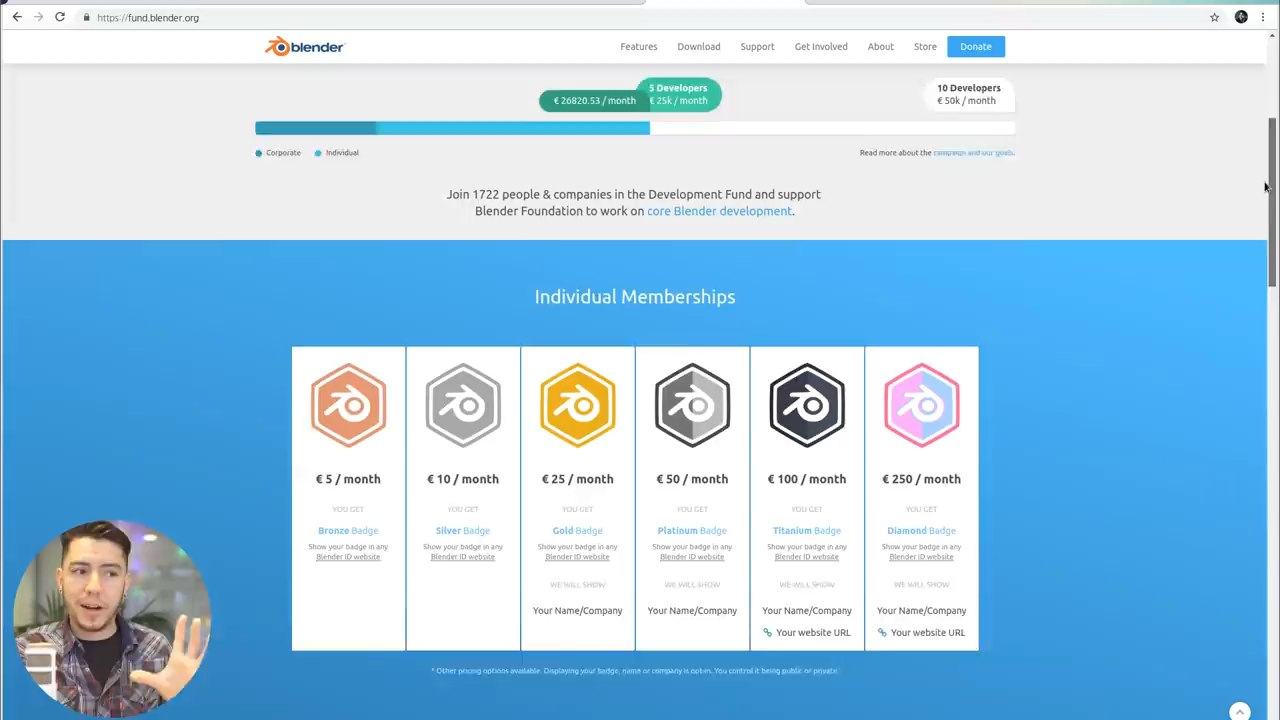 https://fund.blender.org
blender
Features Download Support Get Involved About Store Donate
5 Developers
€ 25k / month
€ 26820.53 / month
10 Developers
€ 50k / month
Corporate Individual
Read more about the campaign and our goals.
Join 1722 people & companies in the Development Fund and support
Blender Foundation to work on core Blender development.
Individual Memberships
€ 5 / month € 10 / month € 25 / month € 50 / month € 100 / month € 250 / month
YOU GET YOU GET YOU GET YOU GET YOU GET YOU GET
Bronze Badge Silver Badge Gold Badge Platinum Badge Titanium Badge Diamond Badge
Show your badge in any Show your badge in any Show your badge in any Show your badge in any Show your badge in any Show your badge in any
Blender ID website Blender ID website Blender ID website Blender ID website Blender ID website Blender ID website
WE WILL SHOW WE WILL SHOW WE WILL SHOW WE WILL SHOW
Your Name/Company Your Name/Company Your Name/Company Your Name/Company
Your website URL Your website URL
* Other pricing options available. Displaying your badge, name or company is opt-in. You control it being public or private.